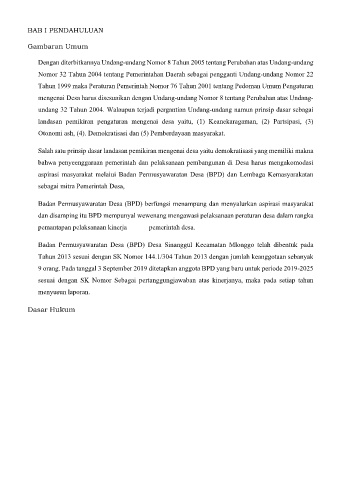 BAB I PENDAHULUAN
Gambaran Umum
Dengan diterbitkannya Undang-undang Nomor 8 Tahun 2005 tentang Perubahan atas Undang-undang
Nomor 32 Tahun 2004 tentang Pemerintahan Daerah sebagai pengganti Undang-undang Nomor 22
Tahun 1999 maka Peraturan Pemerintah Nomor 76 Tahun 2001 tentang Pedoman Umum Pengaturan
mengenai Desa harus disesuaikan dengan Undang-undang Nomor 8 tentang Perubahan atas Undang-
undang 32 Tahun 2004. Walaupun terjadi pergantian Undang-undang namun prinsip dasar sebagai
landasan pemikiran pengaturan mengenai desa yaitu, (1) Keanekaragaman, (2) Partsipasi, (3)
Otonomi asli, (4). Demokratisasi dan (5) Pemberdayaan masyarakat.
Salah satu prinsip dasar landasan pemikiran mengenai desa yaitu demokratisasi yang memiliki makna
bahwa penyenggaraan pemerintah dan pelaksanaan pembangunan di Desa harus mengakomodasi
aspirasi masyarakat melalui Badan Permusyawaratan Desa (BPD) dan Lembaga Kemasyarakatan
sebagai mitra Pemerintah Desa,
Badan Permusyawaratan Desa (BPD) berfungsi menampung dan menyalurkan aspirasi masyarakat
dan disamping itu BPD mempunyai wewenang mengawasi pelaksanaan peraturan desa dalam rangka
pemantapan pelaksanaan kinerja pemerintah desa.
Badan Permusyawaratan Desa (BPD) Desa Sinanggul Kecamatan Mlonggo telah dibentuk pada
Tahun 2013 sesuai dengan SK Nomor 144.1/304 Tahun 2013 dengan jumlah keanggotaan sebanyak
9 orang. Pada tanggal 3 September 2019 ditetapkan anggota BPD yang baru untuk periode 2019-2025
sesuai dengan SK Nomor Sebagai pertanggungjawaban atas kinerjanya, maka pada setiap tahun
menyusun laporan.
Dasar Hukum